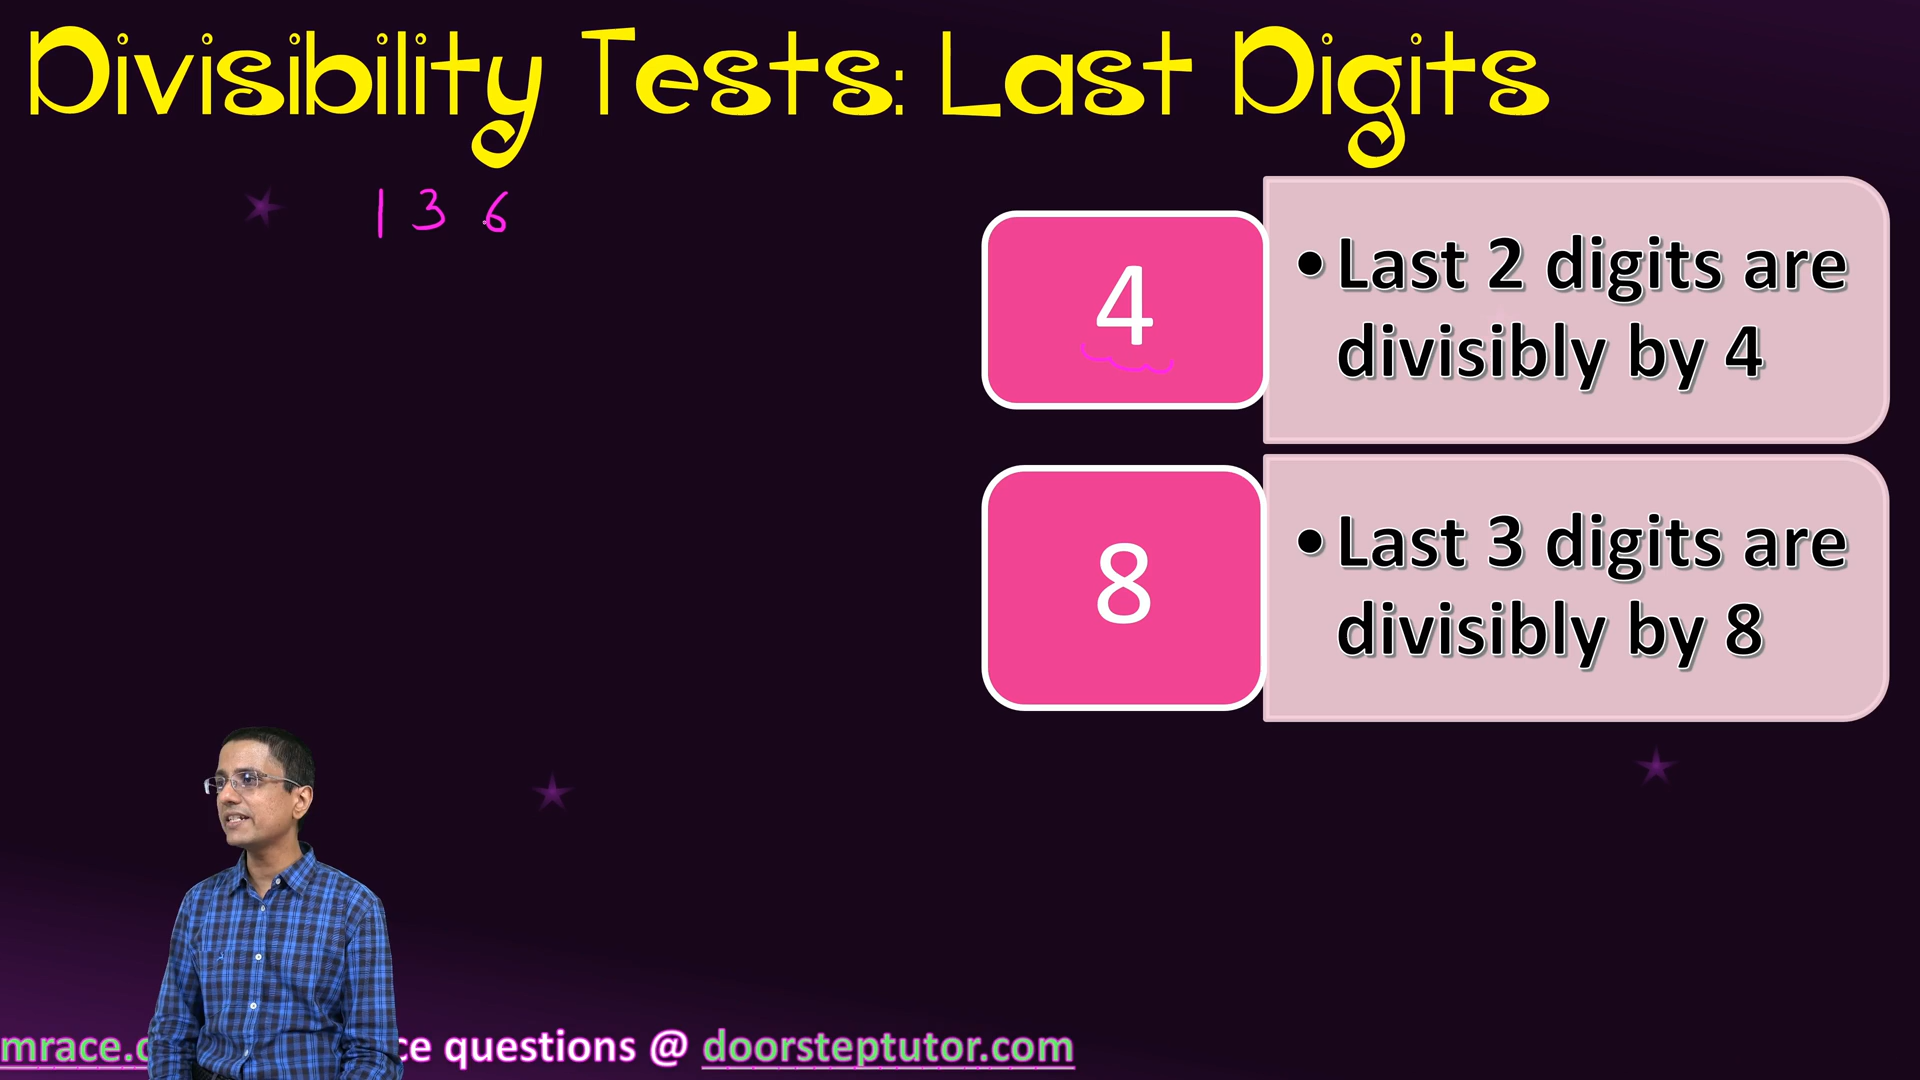 Divisibility Tests: Last Digits
1 3 6
4
•Last 2 digits are
divisibly by 4
8
•Last 3 digits are
divisibly by 8
mrace.c ce questions @ doorsteptutor.com